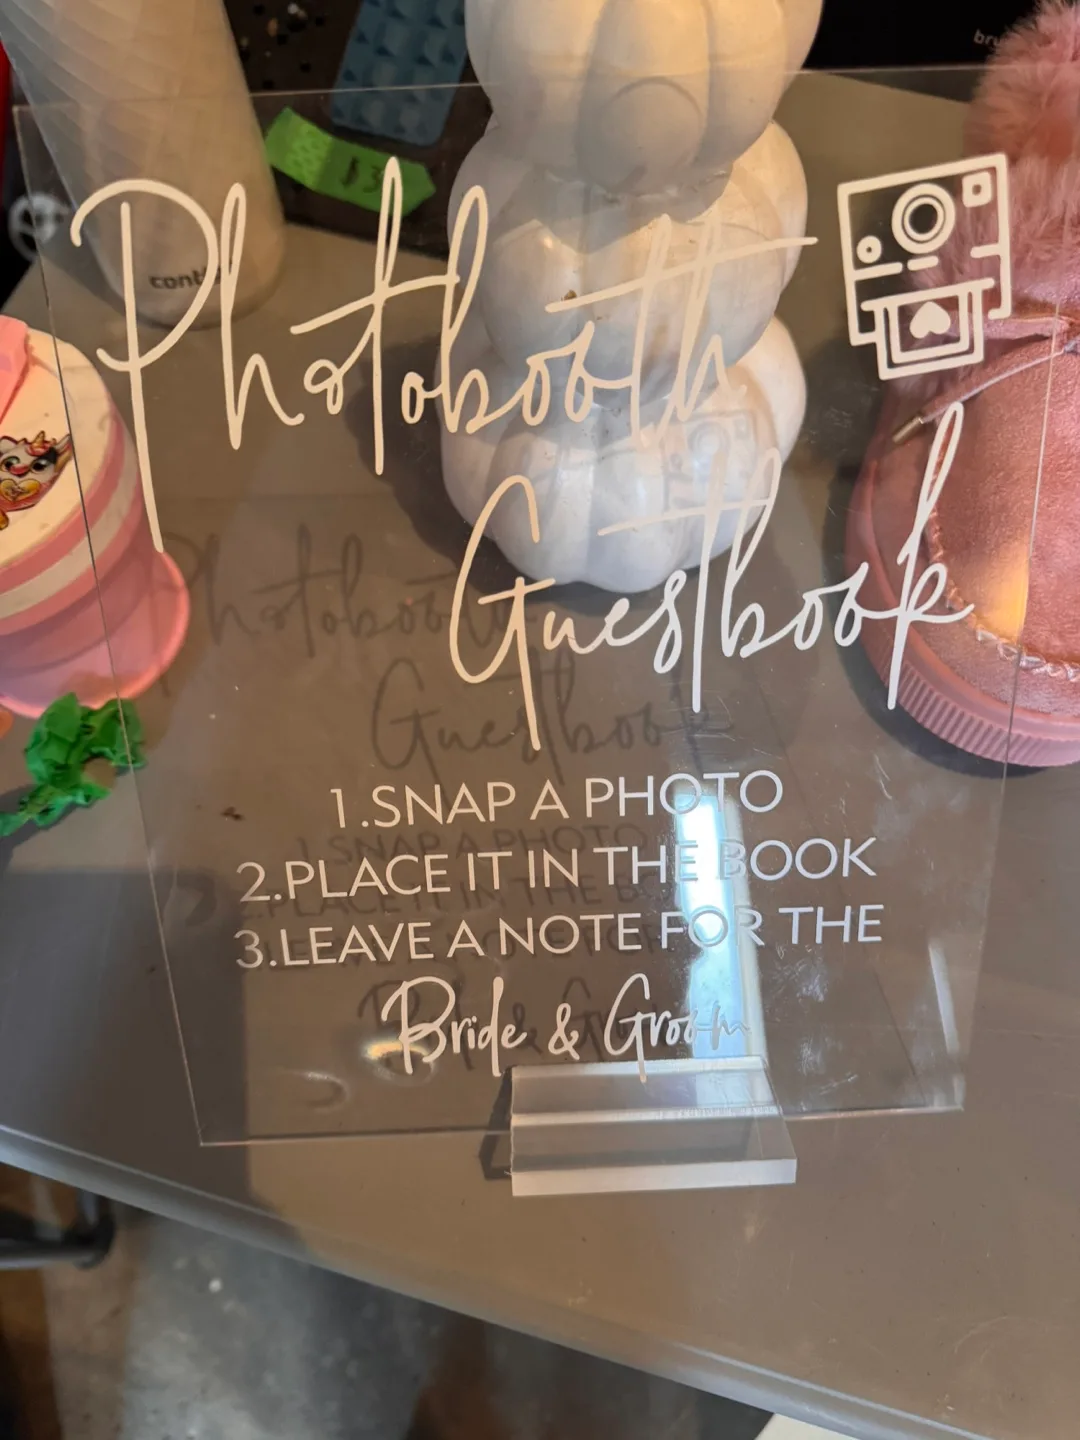 Photobooth
Guestbook
1.SNAP A PHOTO
2.PLACE IT IN THE BOOK
3.LEAVE A NOTE FOR THE
Bride & Groom